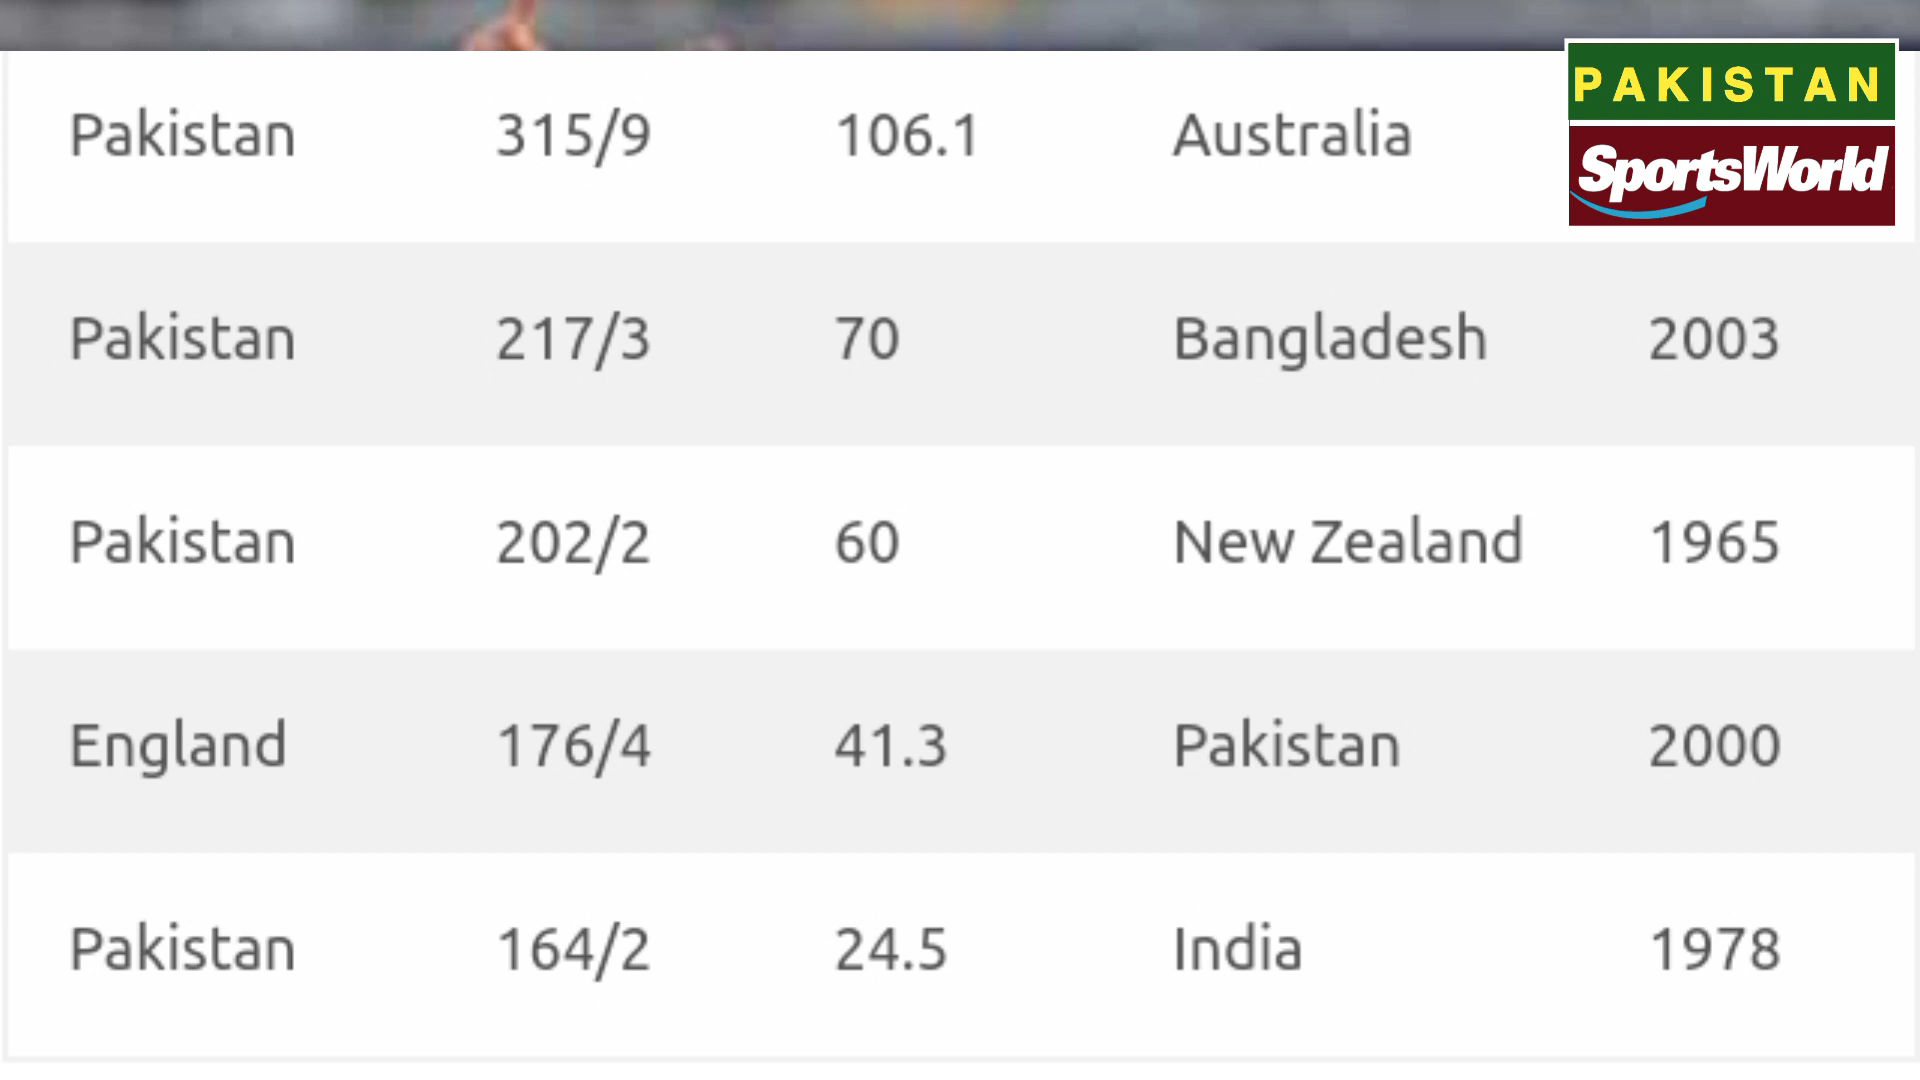 PAKISTAN
SportsWorld
Pakistan 315/9 106.1 Australia
Pakistan 217/3 70 Bangladesh 2003
Pakistan 202/2 60 New Zealand 1965
England 176/4 41.3 Pakistan 2000
Pakistan 164/2 24.5 India 1978